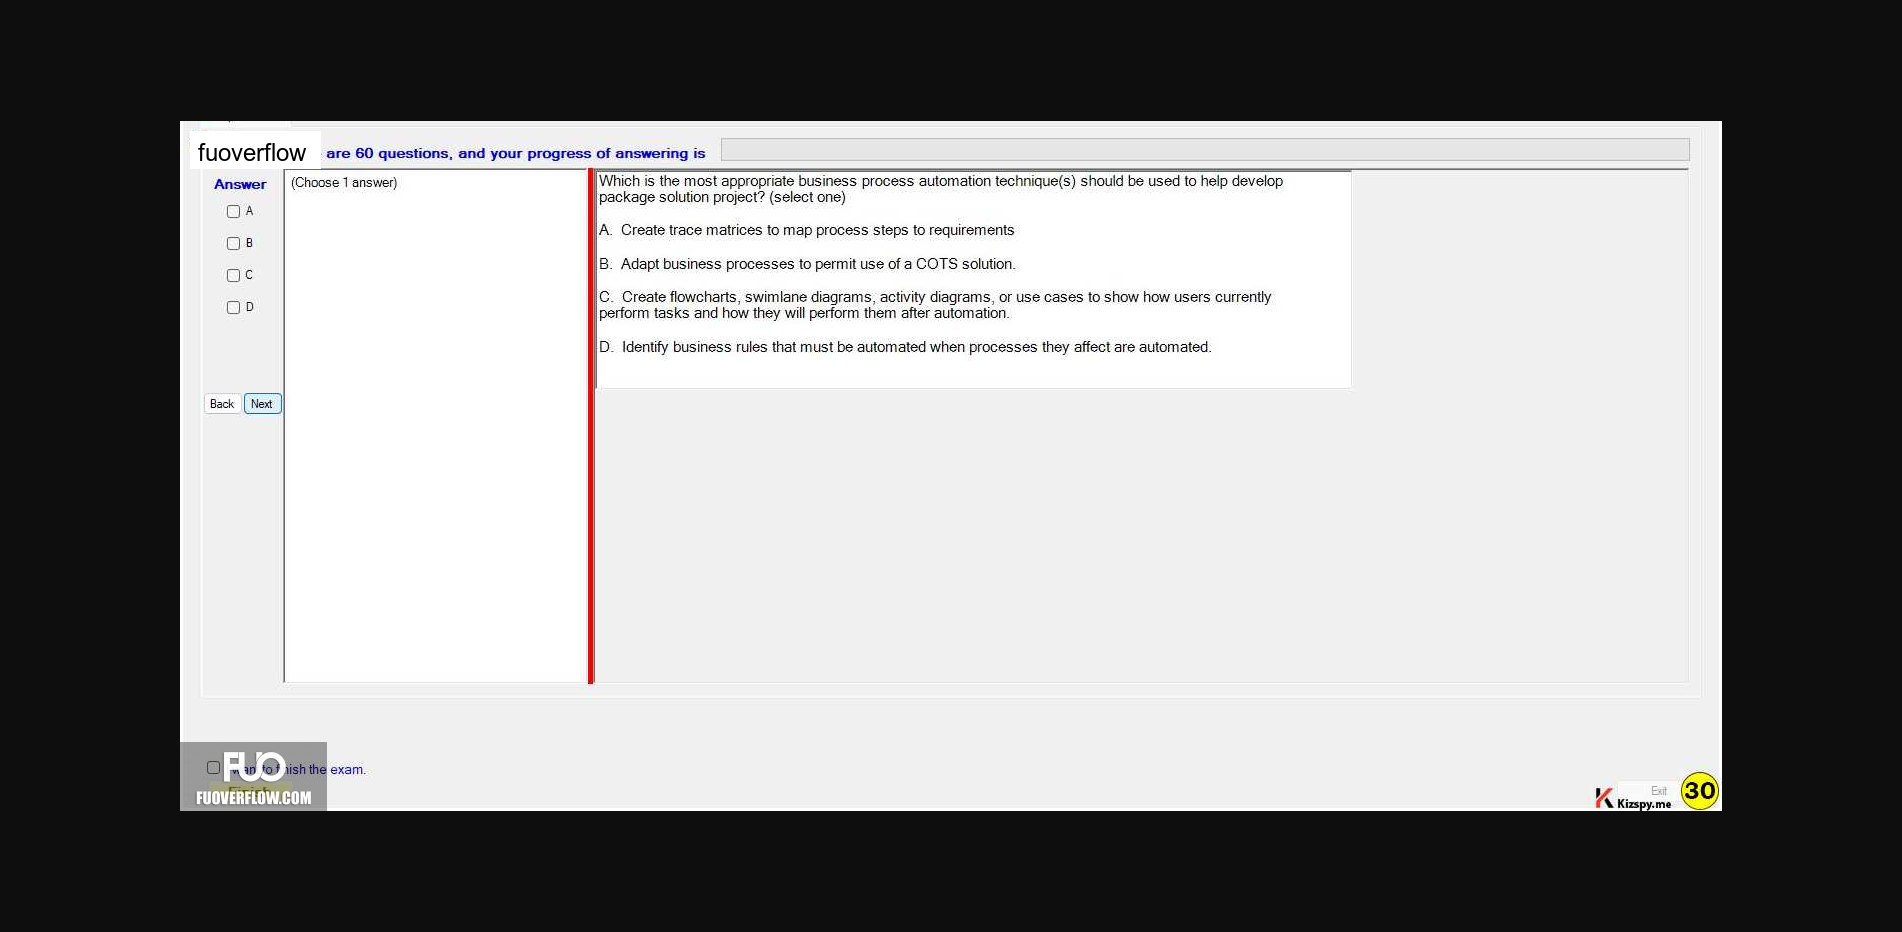 fuoverflow are 60 questions, and your progress of answering is
Answer
(Choose 1 answer)
A
B
C
D
Back Next
Which is the most appropriate business process automation technique(s) should be used to help develop
package solution project? (select one)
A. Create trace matrices to map process steps to requirements
B. Adapt business processes to permit use of a COTS solution.
C. Create flowcharts, swimlane diagrams, activity diagrams, or use cases to show how users currently
perform tasks and how they will perform them after automation.
D. Identify business rules that must be automated when processes they affect are automated.
FUO
the exam.
Finish
FUOVERFLOW.COM
Exit
Kizspy.me
30